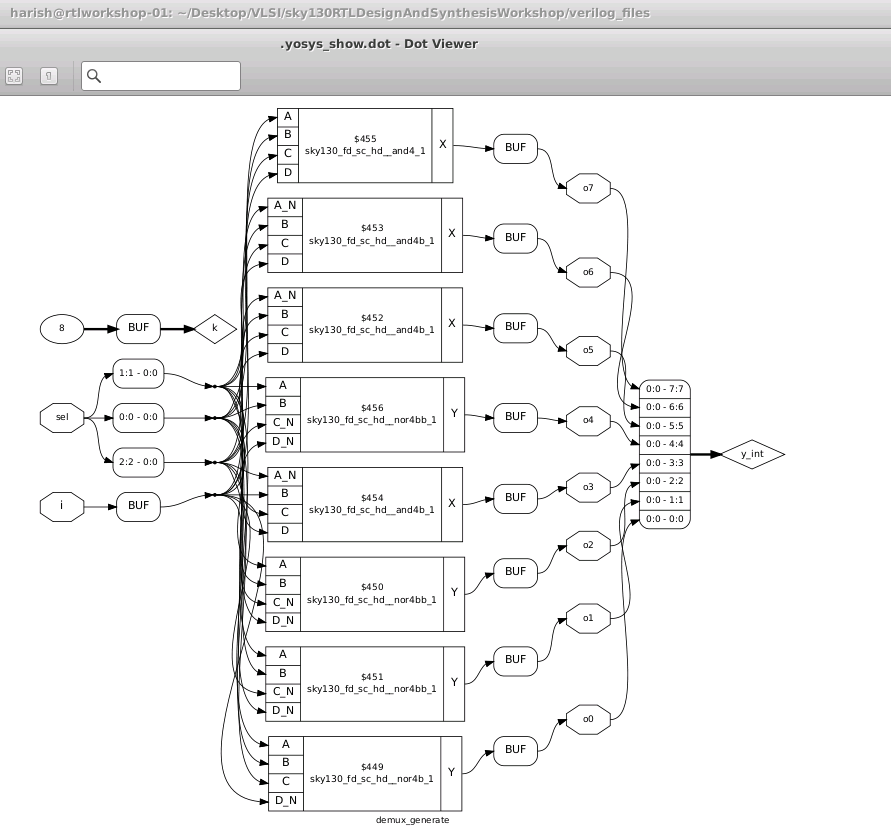 harish@rtlworkshop-01: ~/Desktop/VLSI/sky130RTLDesignAndSynthesisWorkshop/verilog_files
.yosys_show.dot - Dot Viewer
A
B
C
D
$455
sky130_fd_sc_hd__and4_1
X
BUF
o7
A_N
B
C
D
$453
sky130_fd_sc_hd__and4b_1
X
BUF
o6
A_N
B
C
D
$452
sky130_fd_sc_hd__and4b_1
X
BUF
o5
8
BUF
k
1:1 - 0:0
sel
0:0 - 0:0
2:2 - 0:0
i
BUF
A
B
C_N
D_N
$456
sky130_fd_sc_hd__nor4bb_1
Y
BUF
o4
A_N
B
C
D
$454
sky130_fd_sc_hd__and4b_1
X
BUF
o3
0:0 - 7:7
0:0 - 6:6
0:0 - 5:5
0:0 - 4:4
0:0 - 3:3
0:0 - 2:2
0:0 - 1:1
0:0 - 0:0
y_int
A
B
C_N
D_N
$450
sky130_fd_sc_hd__nor4bb_1
Y
BUF
o2
A
B
C_N
D_N
$451
sky130_fd_sc_hd__nor4bb_1
Y
BUF
o1
A
B
C
D_N
$449
sky130_fd_sc_hd__nor4b_1
Y
BUF
o0
demux_generate